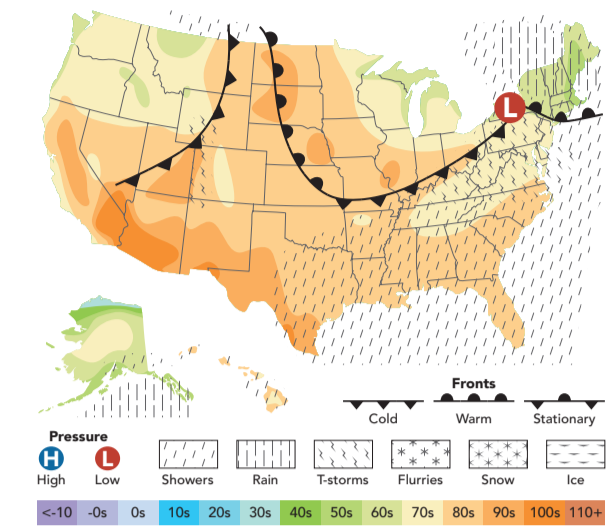 L
Fronts
Cold Warm Stationary
Pressure
H L
High Low Showers Rain T-storms Flurries Snow Ice
<-10 -0s 0s 10s 20s 30s 40s 50s 60s 70s 80s 90s 100s 110+